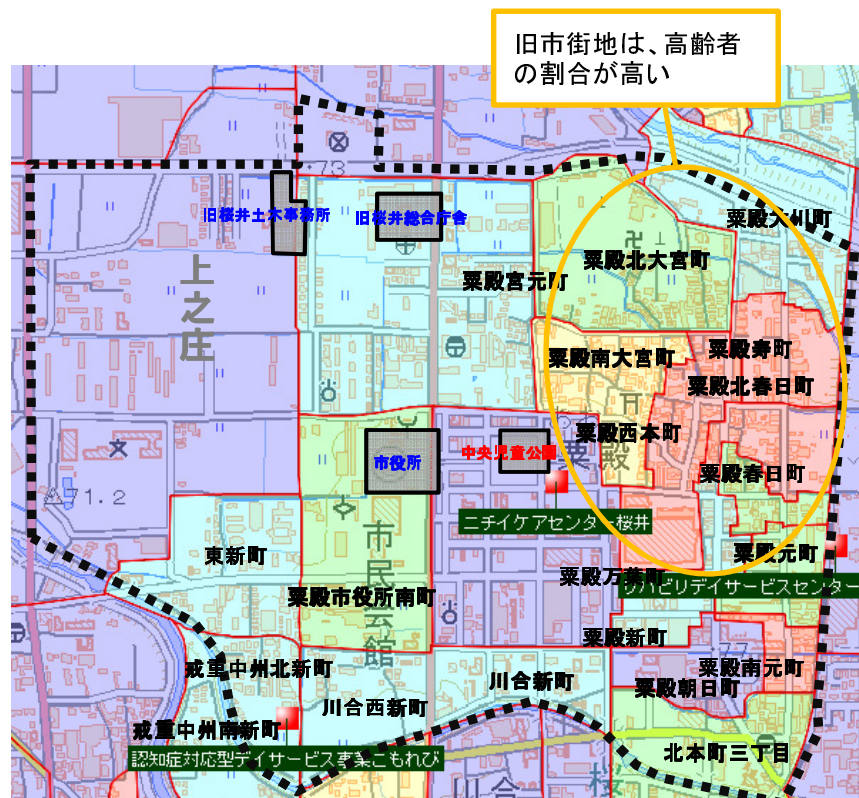 旧市街地は、高齢者
の割合が高い
73
旧桜井土木事務所
旧桜井総合庁舎
粟殿大川町
上之庄
粟殿宮元町
粟殿北大宮町
粟殿南大宮町
粟殿寿町
粟殿北春日町
粟殿西本町
市役所
中央児童公園
粟殿
粟殿春日町
71.2
ニチイケアセンター桜井
東新町
市民会館
粟殿元町
粟殿万葉町
リハビリデイサービスセンター
粟殿市役所南町
粟殿新町
77
戒重中州北新町
粟殿南元町
川合新町
粟殿朝日町
川合西新町
戒重中州南新町
北本町三丁目
認知症対応型デイサービス事業こもれび
川合
桜